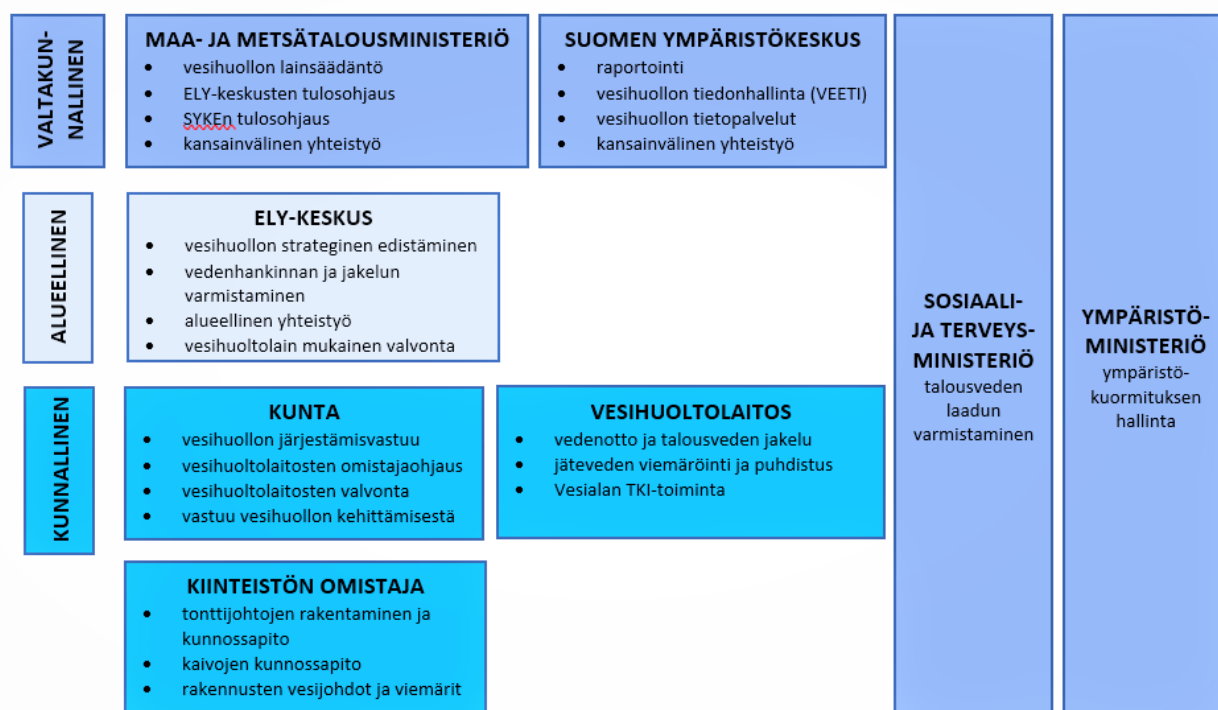 VALTAKUN-
NALLINEN
MAA- JA METSÄTALOUSMINISTERIÖ
• vesihuollon lainsäädäntö
• ELY-keskusten tulosohjaus
• SYKEn tulosohjaus
• kansainvälinen yhteistyö
SUOMEN YMPÄRISTÖKESKUS
• raportointi
• vesihuollon tiedonhallinta (VEETI)
• vesihuollon tietopalvelut
• kansainvälinen yhteistyö
ALUEELLINEN
ELY-KESKUS
• vesihuollon strateginen edistäminen
• vedenhankinnan ja jakelun
varmistaminen
• alueellinen yhteistyö
• vesihuoltolain mukainen valvonta
KUNNALLINEN
KUNTA
• vesihuollon järjestämisvastuu
• vesihuoltolaitosten omistajaohjaus
• vesihuoltolaitosten valvonta
• vastuu vesihuollon kehittämisestä
VESIHUOLTOLAITOS
• vedenotto ja talousveden jakelu
• jäteveden viemäröinti ja puhdistus
• Vesialan TKI-toiminta
KIINTEISTÖN OMISTAJA
• tonttijohtojen rakentaminen ja
kunnossapito
• kaivojen kunnossapito
• rakennusten vesijohdot ja viemärit
SOSIAALI-
JA TERVEYS-
MINISTERIÖ
talousveden
laadun
varmistaminen
YMPÄRISTÖ-
MINISTERIÖ
ympäristö-
kuormituksen
hallinta